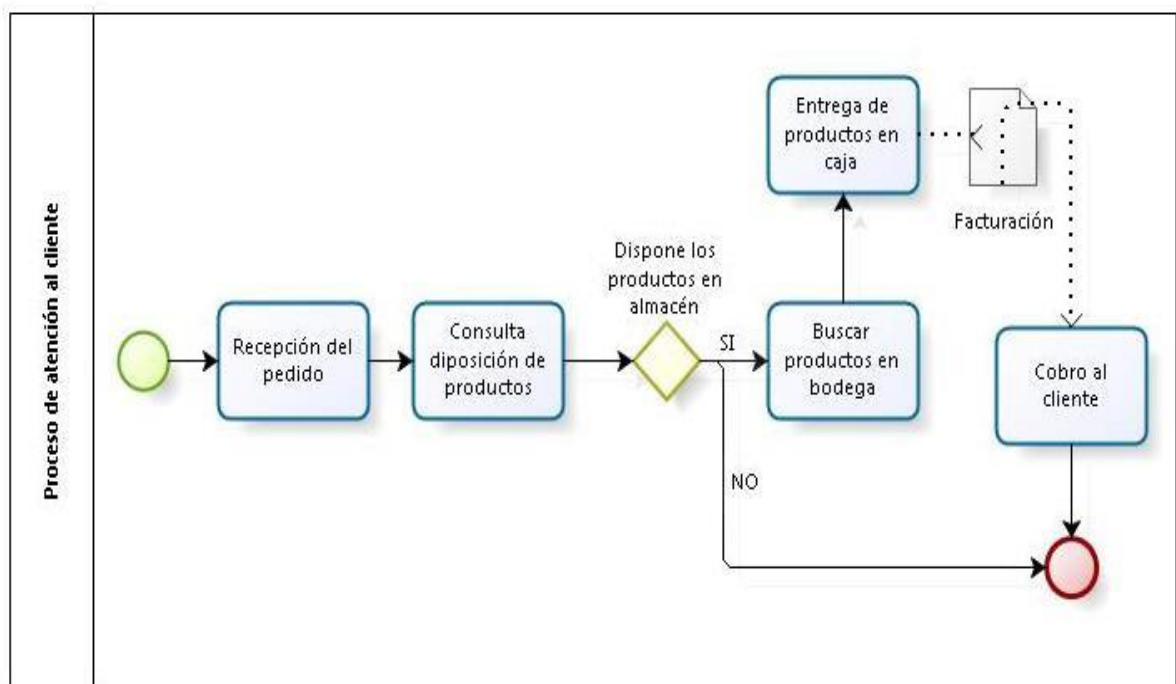 Proceso de atención al cliente
Recepción del
pedido
Consulta
diposición de
productos
Dispone los
productos en
almacén
SI
NO
Buscar
productos en
bodega
Entrega de
productos en
caja
Facturación
Cobro al
cliente